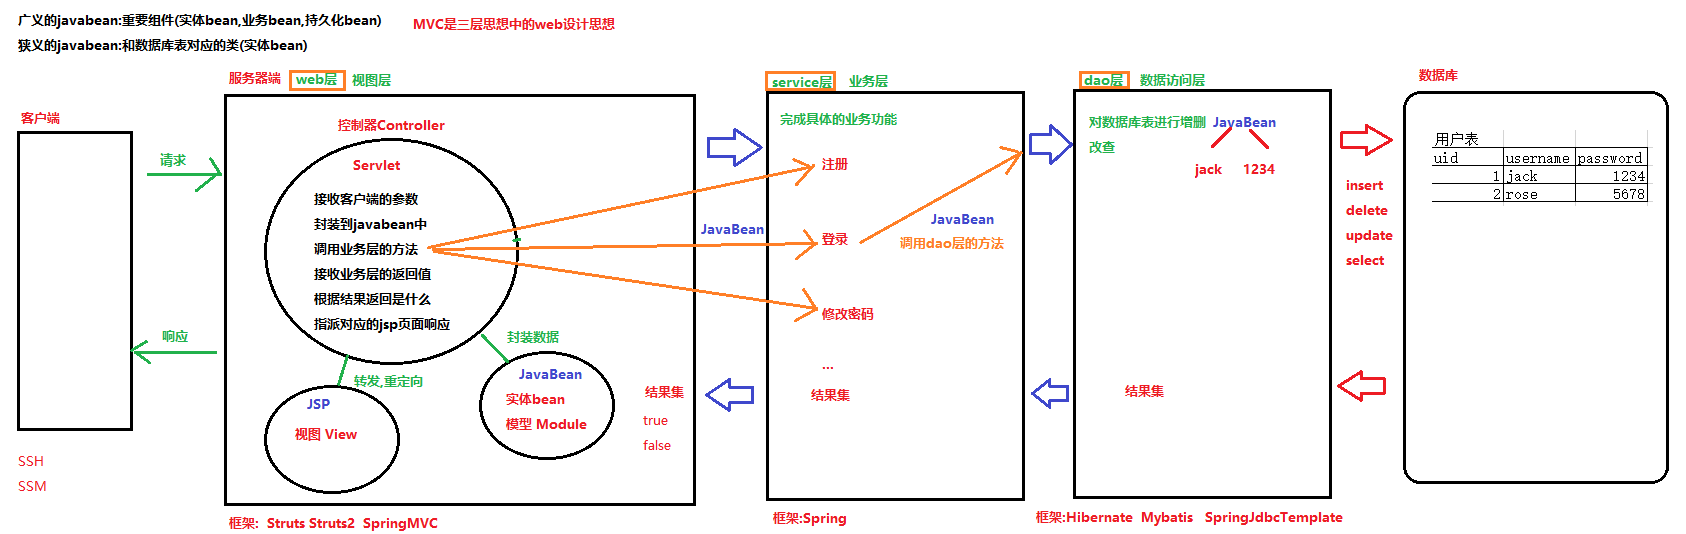 广义的javabean:重要组件(实体bean,业务bean,持久化bean)
MVC是三层思想中的web设计思想
狭义的javabean:和数据库表对应的类(实体bean)
客户端
请求
响应
SSH
SSM
服务器端
web层
视图层
控制器Controller
Servlet
接收客户端的参数
封装到javabean中
调用业务层的方法
接收业务层的返回值
根据结果返回是什么
指派对应的jsp页面响应
转发,重定向
封装数据
JSP
视图 View
JavaBean
实体bean
模型 Module
结果集
true
false
框架: Struts Struts2 SpringMVC
JavaBean
service层
业务层
完成具体的业务功能
注册
登录
修改密码
...
结果集
JavaBean
调用dao层的方法
框架:Spring
dao层
数据访问层
对数据库表进行增删
改查
JavaBean
jack
1234
结果集
框架:Hibernate Mybatis SpringJdbcTemplate
insert
delete
update
select
数据库
用户表
uid username password
1 jack 1234
2 rose 5678